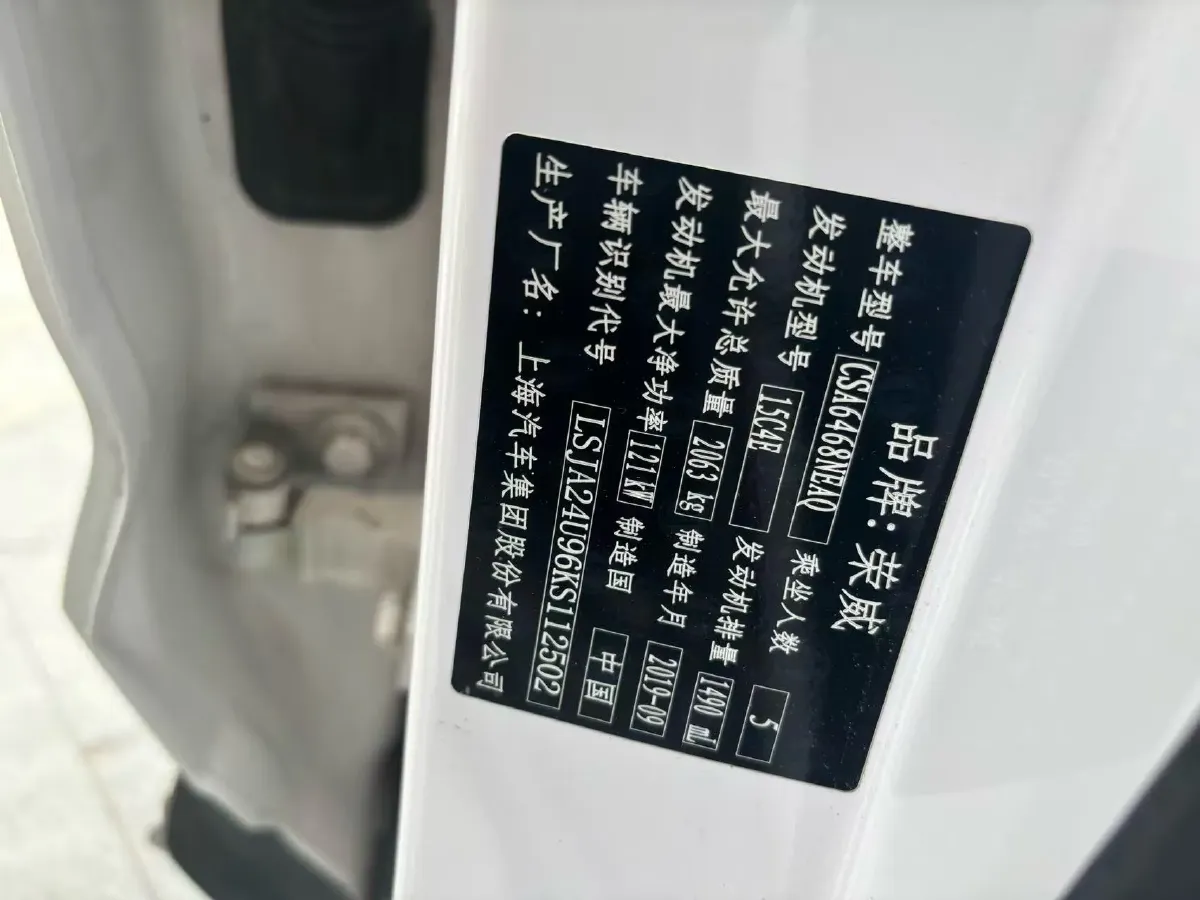 品牌: 荣威
整车型号 CSA6468NEAQ 乘坐人数 5
发动机型号 15C4E 发动机排量 1490 mL
最大允许总质量 2063 kg 制造年月 2019-09
发动机最大净功率 121kW 制造国 中国
车辆识别代号 LSJA24U96KS112502
生产厂名: 上海汽车集团股份有限公司